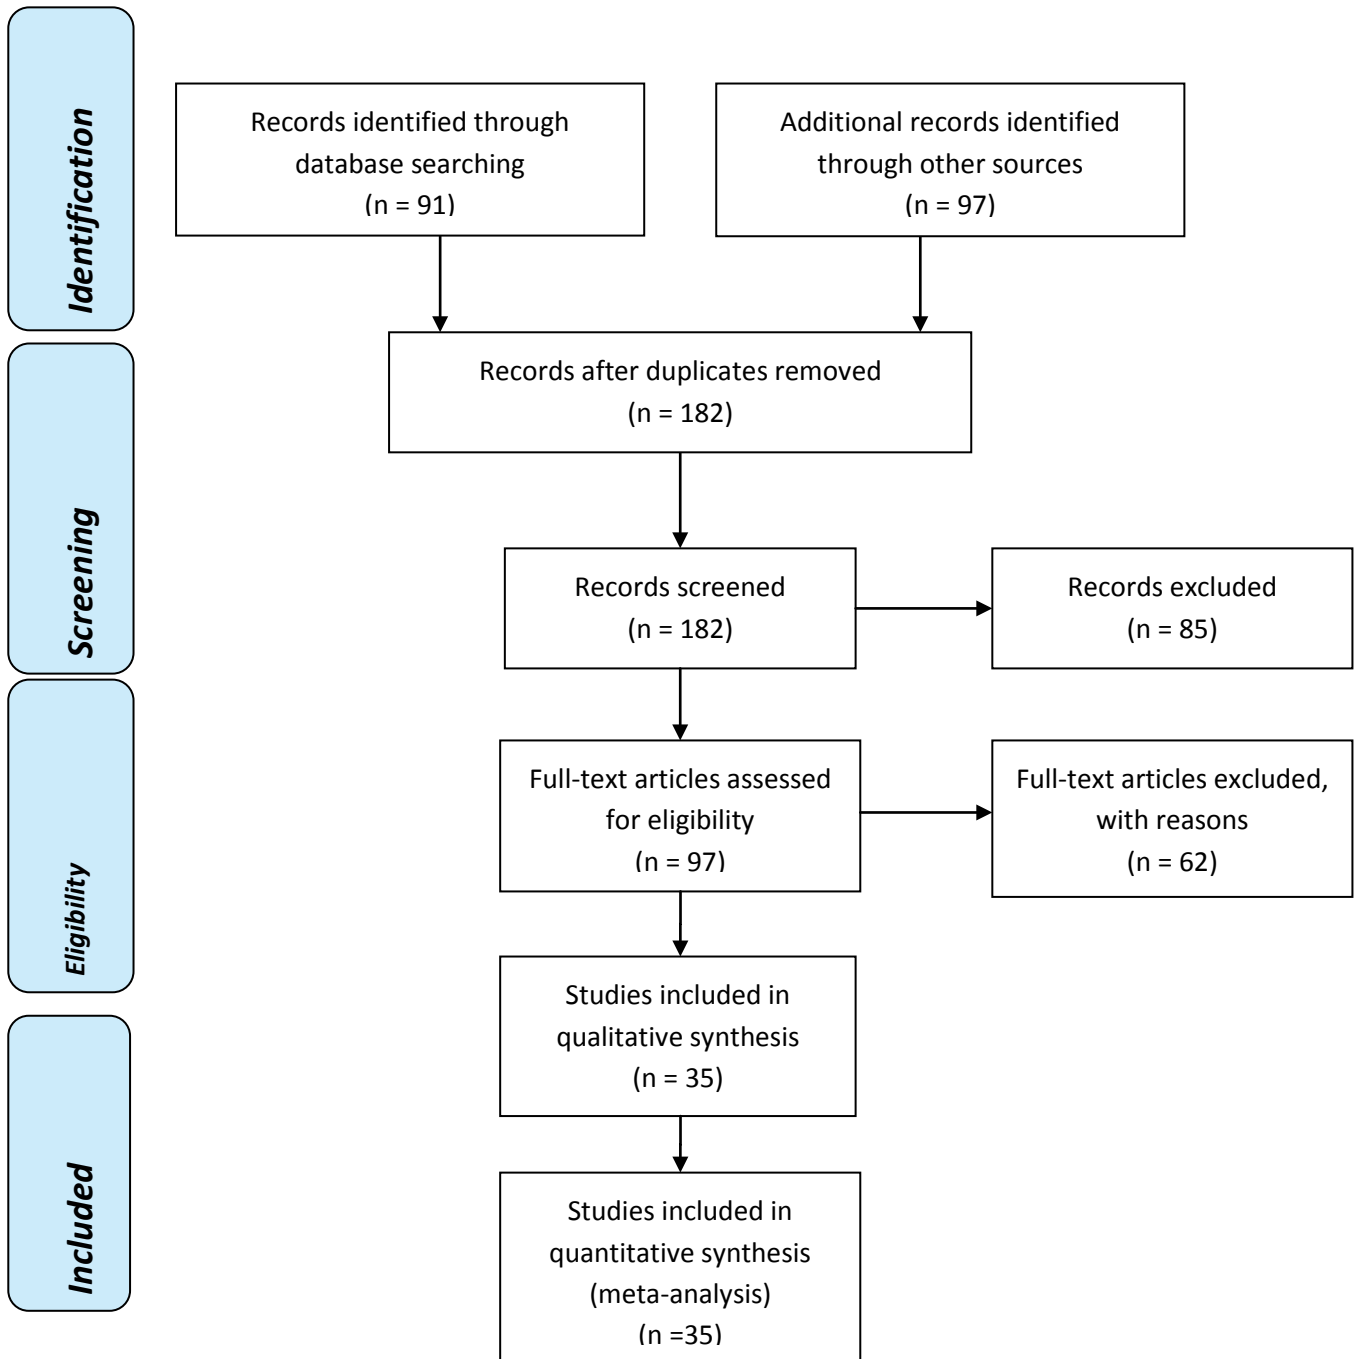 Identification
Records identified through
database searching
(n = 91)
Additional records identified
through other sources
(n = 97)
Records after duplicates removed
(n = 182)
Screening
Records screened
(n = 182)
Records excluded
(n = 85)
Eligibility
Full-text articles assessed
for eligibility
(n = 97)
Full-text articles excluded,
with reasons
(n = 62)
Studies included in
qualitative synthesis
(n = 35)
Included
Studies included in
quantitative synthesis
(meta-analysis)
(n =35)